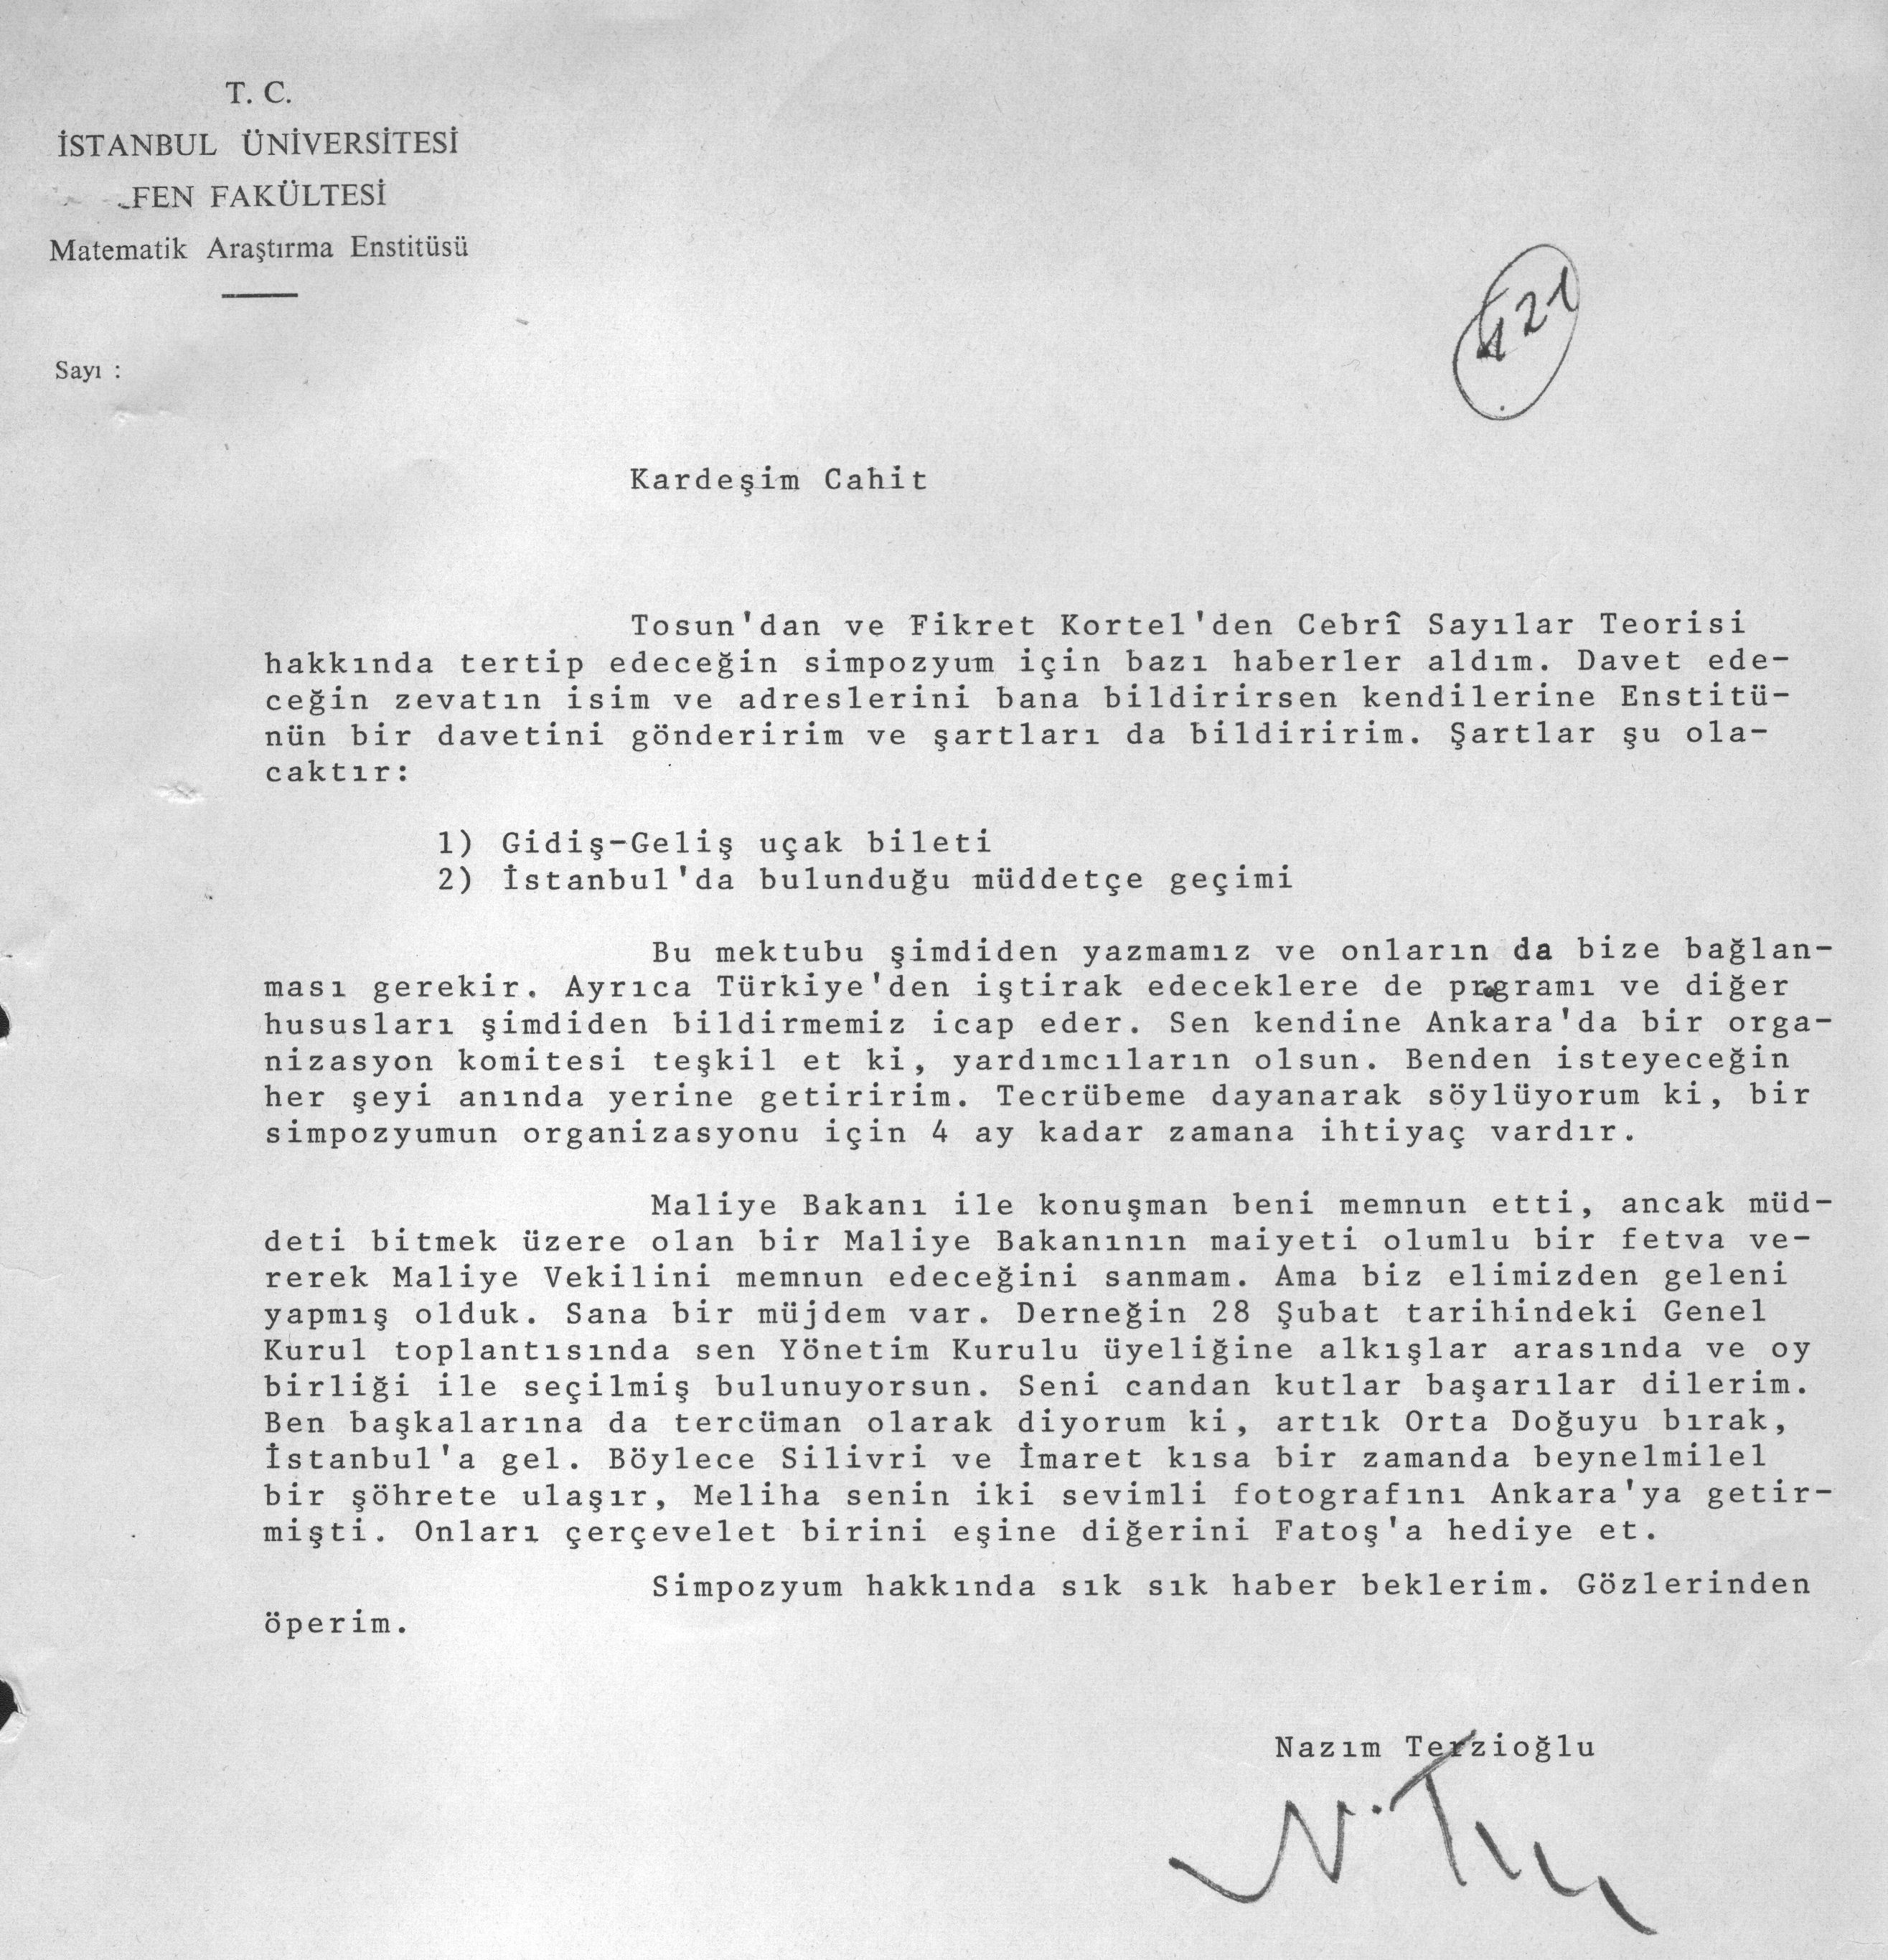 T. C.
İSTANBUL ÜNİVERSİTESİ
FEN FAKÜLTESİ
Matematik Araştırma Enstitüsü
Sayı :
Kardeşim Cahit
Tosun'dan ve Fikret Kortel'den Cebrî Sayılar Teorisi
hakkında tertip edeceğin simpozyum için bazı haberler aldım. Davet ede-
ceğin zevatın isim ve adreslerini bana bildirirsen kendilerine Enstitü-
nün bir davetini gönderirim ve şartları da bildiririm. Şartlar şu ola-
caktır:
1) Gidiş-Geliş uçak bileti
2) İstanbul'da bulunduğu müddetçe geçimi
Bu mektubu şimdiden yazmamız ve onların da bize bağlan-
ması gerekir. Ayrıca Türkiye'den iştirak edeceklere de programı ve diğer
hususları şimdiden bildirmemiz icap eder. Sen kendine Ankara'da bir orga-
nizasyon komitesi teşkil et ki, yardımcıların olsun. Benden isteyeceğin
her şeyi anında yerine getiririm. Tecrübeme dayanarak söylüyorum ki, bir
simpozyumun organizasyonu için 4 ay kadar zamana ihtiyaç vardır.
Maliye Bakanı ile konuşman beni memnun etti, ancak müd-
deti bitmek üzere olan bir Maliye Bakanının maiyeti olumlu bir fetva ve-
rerek Maliye Vekilini memnun edeceğini sanmam. Ama biz elimizden geleni
yapmış olduk. Sana bir müjdem var. Derneğin 28 Şubat tarihindeki Genel
Kurul toplantısında sen Yönetim Kurulu üyeliğine alkışlar arasında ve oy
birliği ile seçilmiş bulunuyorsun. Seni candan kutlar başarılar dilerim.
Ben başkalarına da tercüman olarak diyorum ki, artık Orta Doğuyu bırak,
İstanbul'a gel. Böylece Silivri ve İmaret kısa bir zamanda beynelmilel
bir şöhrete ulaşır, Meliha senin iki sevimli fotografını Ankara'ya getir-
mişti. Onları çerçevelet birini eşine diğerini Fatoş'a hediye et.
Simpozyum hakkında sık sık haber beklerim. Gözlerinden
öperim.
Nazım Terzioğlu